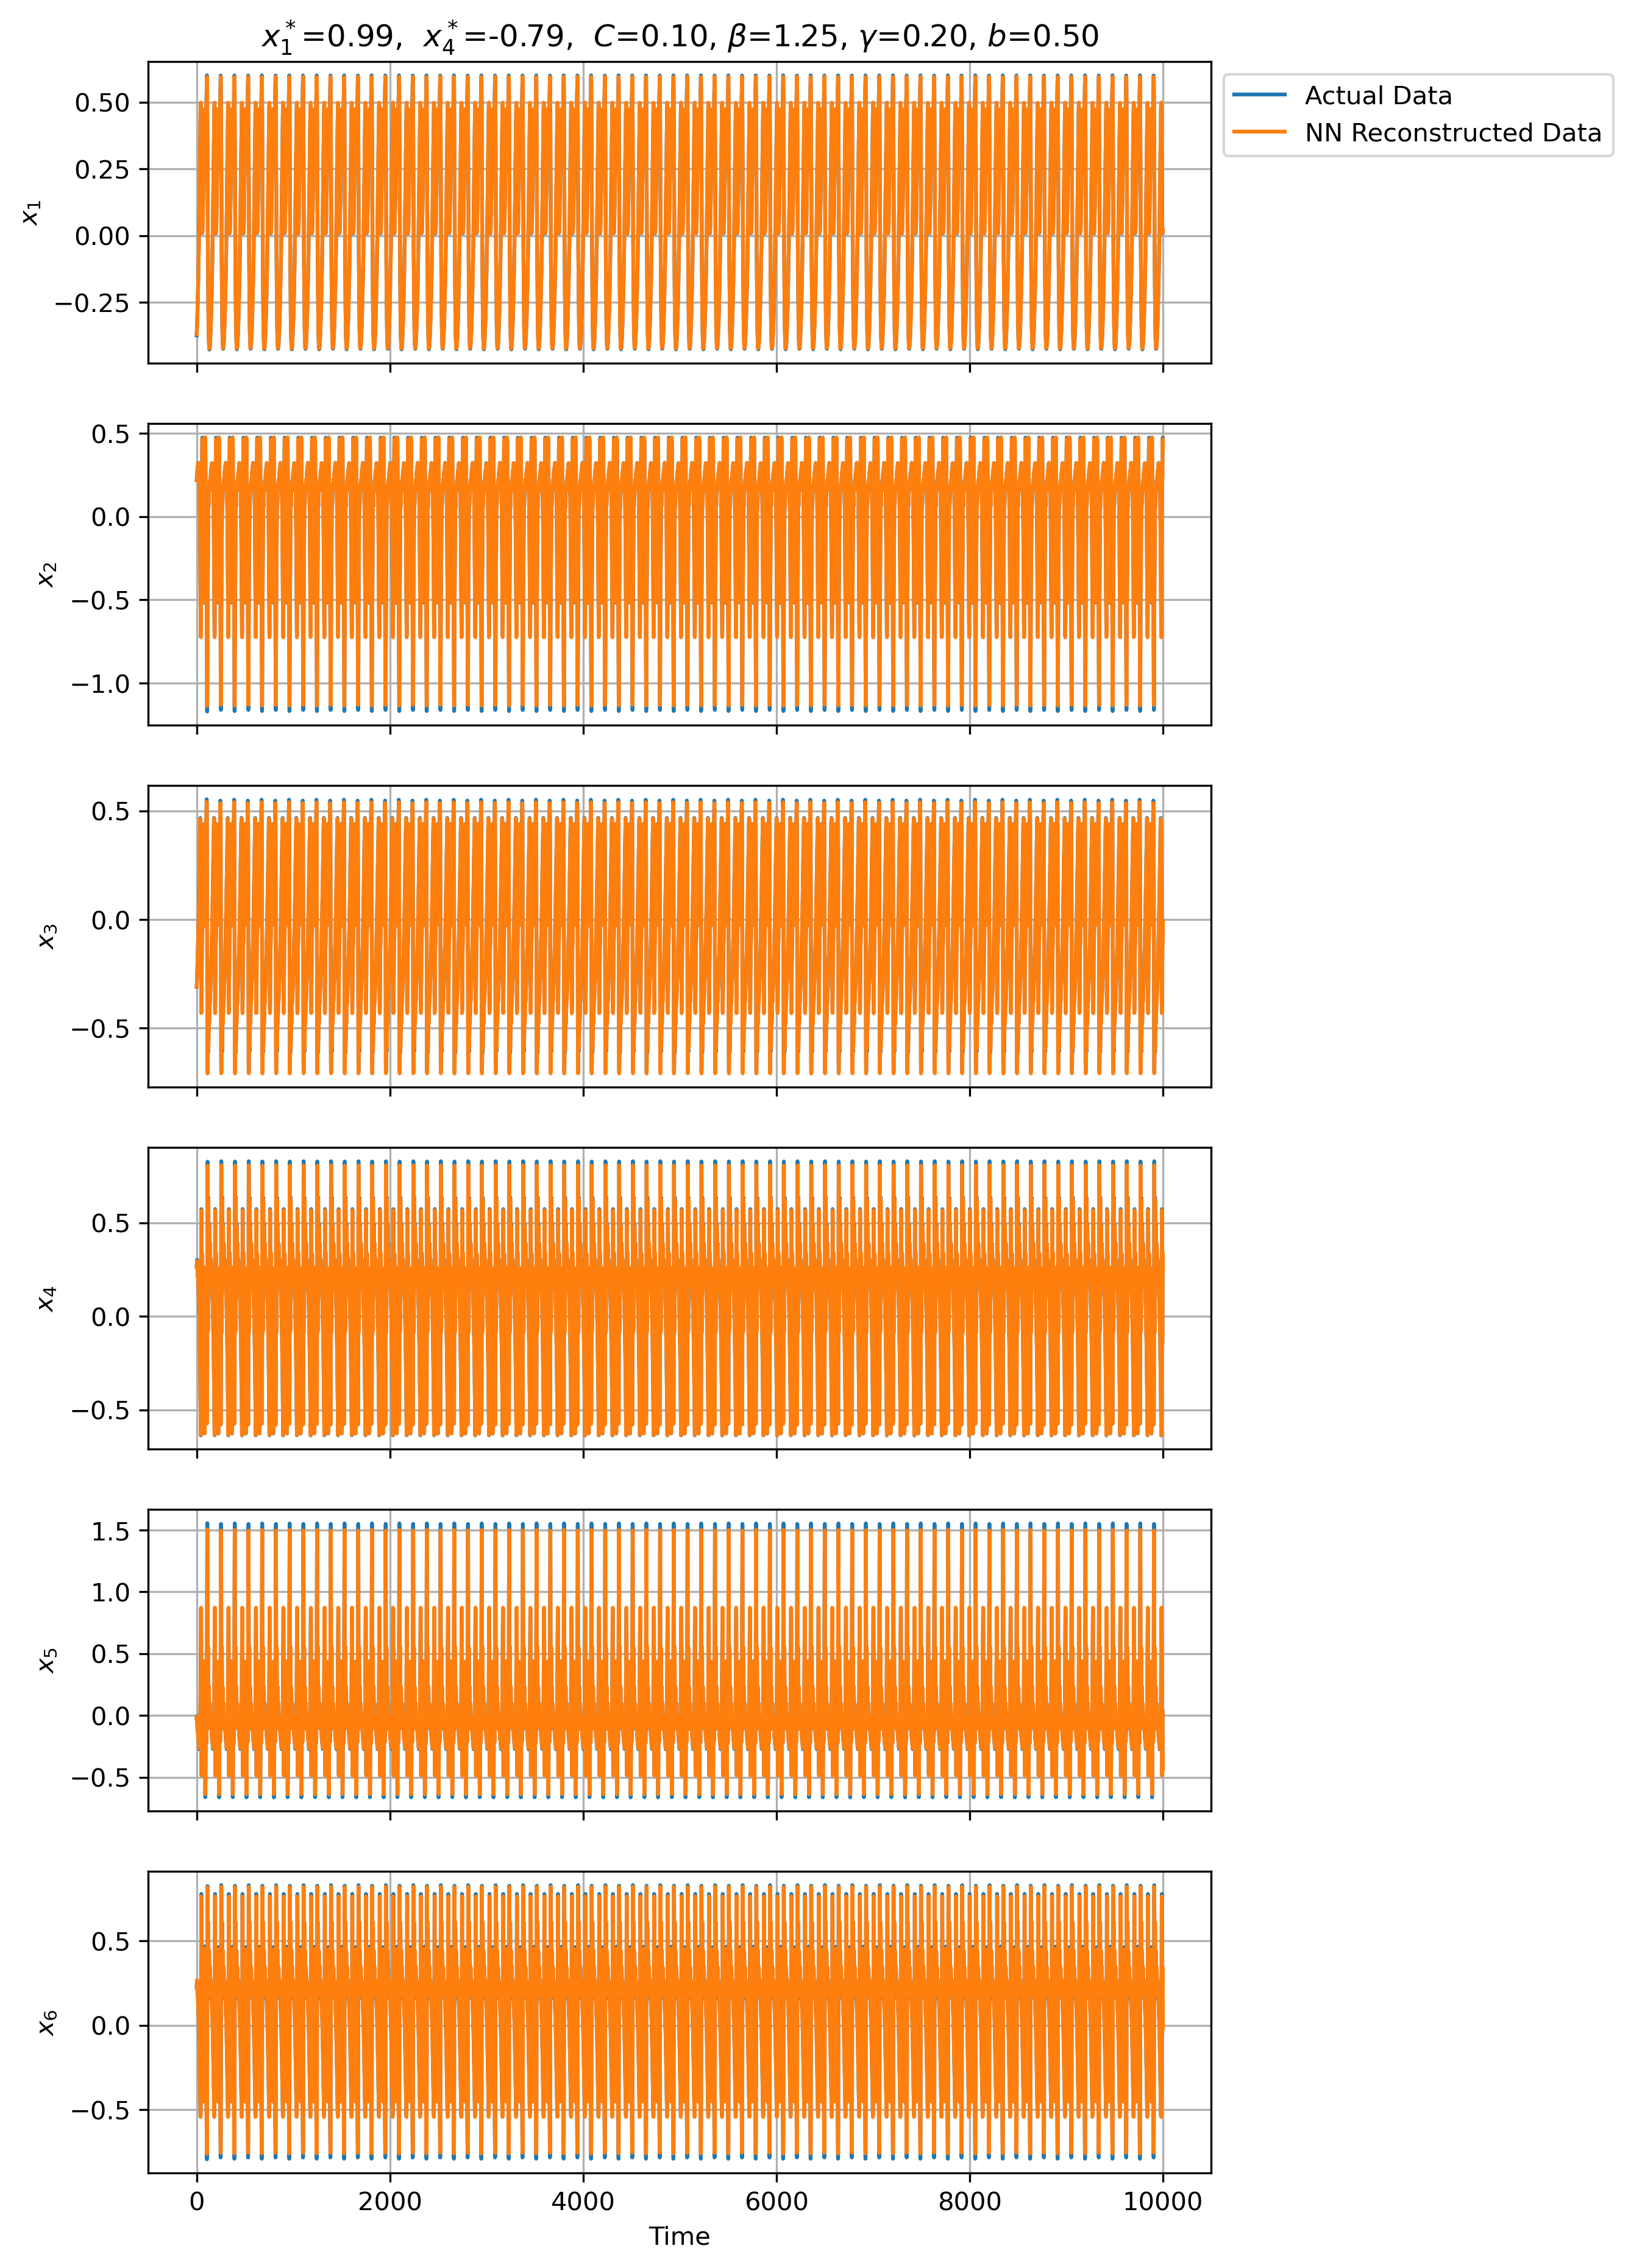 x₁*=0.99, x₄*=-0.79, C=0.10, β=1.25, γ=0.20, b=0.50
Actual Data
NN Reconstructed Data
0.50
0.25
0.00
−0.25
x₁
0.5
0.0
−0.5
−1.0
x₂
0.5
0.0
−0.5
x₃
0.5
0.0
−0.5
x₄
1.5
1.0
0.5
0.0
−0.5
x₅
0.5
0.0
−0.5
x₆
0 2000 4000 6000 8000 10000
Time